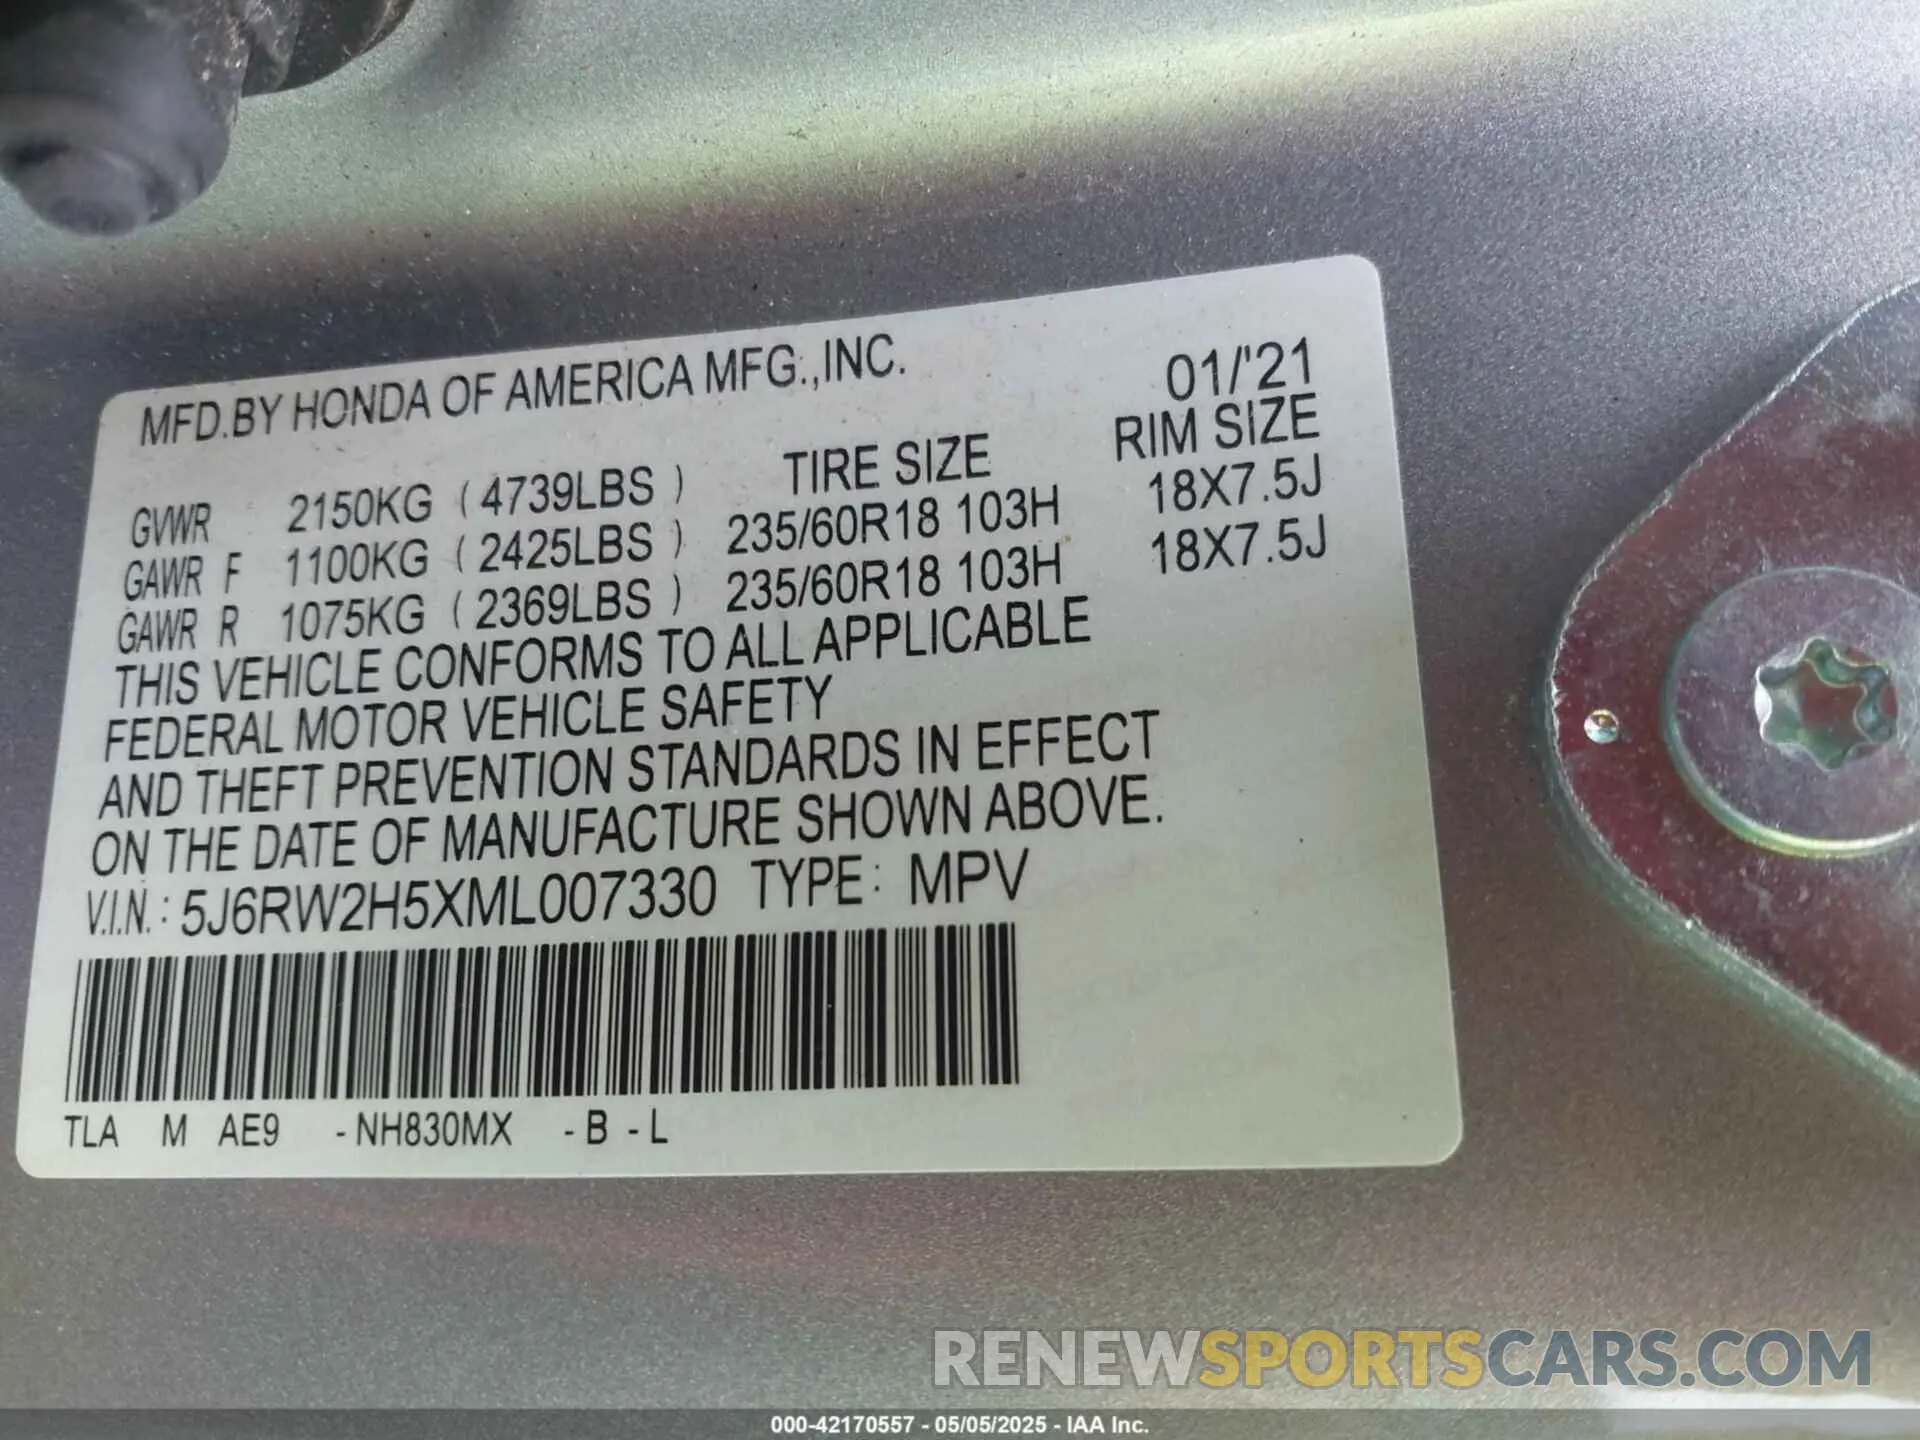 MFD.BY HONDA OF AMERICA MFG.,INC. 01/'21
TIRE SIZE RIM SIZE
GVWR 2150KG ( 4739LBS )
GAWR F 1100KG ( 2425LBS ) 235/60R18 103H 18X7.5J
GAWR R 1075KG ( 2369LBS ) 235/60R18 103H 18X7.5J
THIS VEHICLE CONFORMS TO ALL APPLICABLE
FEDERAL MOTOR VEHICLE SAFETY
AND THEFT PREVENTION STANDARDS IN EFFECT
ON THE DATE OF MANUFACTURE SHOWN ABOVE.
V.I.N.: 5J6RW2H5XML007330 TYPE: MPV
TLA M AE9 -NH830MX -B -L
RENEWSPORTSCARS.COM
000-42170557 - 05/05/2025 - IAA Inc.